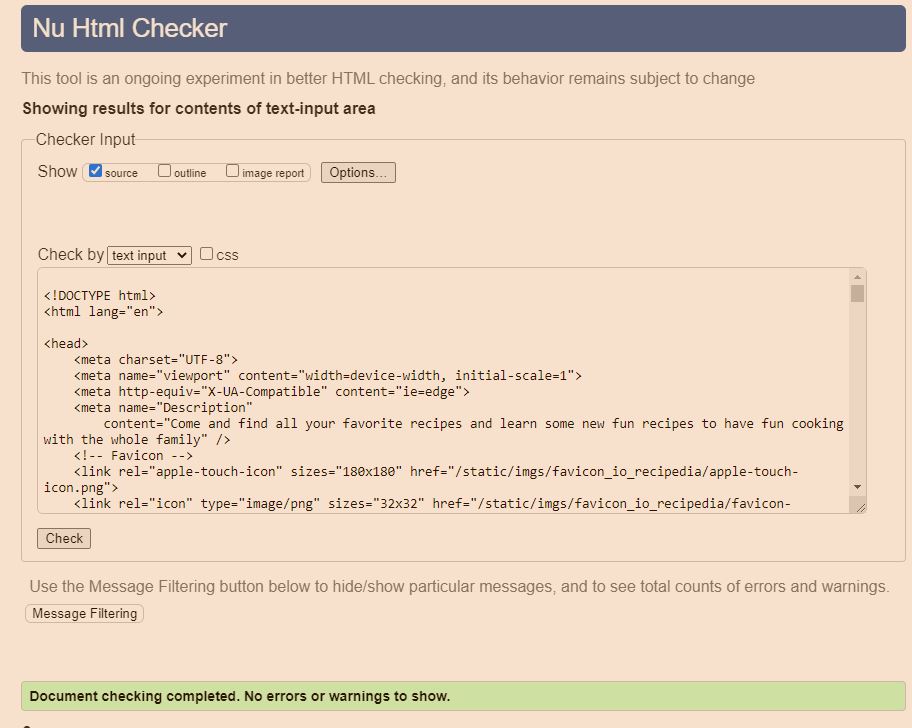 Nu Html Checker
This tool is an ongoing experiment in better HTML checking, and its behavior remains subject to change
Showing results for contents of text-input area
Checker Input
Show source outline image report Options...
Check by text input css
<!DOCTYPE html>
<html lang="en">
<head>
<meta charset="UTF-8">
<meta name="viewport" content="width=device-width, initial-scale=1">
<meta http-equiv="X-UA-Compatible" content="ie=edge">
<meta name="Description"
content="Come and find all your favorite recipes and learn some new fun recipes to have fun cooking
with the whole family" />
<!-- Favicon -->
<link rel="apple-touch-icon" sizes="180x180" href="/static/imgs/favicon_io_recipedia/apple-touch-
icon.png">
<link rel="icon" type="image/png" sizes="32x32" href="/static/imgs/favicon_io_recipedia/favicon-
Check
Use the Message Filtering button below to hide/show particular messages, and to see total counts of errors and warnings.
Message Filtering
Document checking completed. No errors or warnings to show.